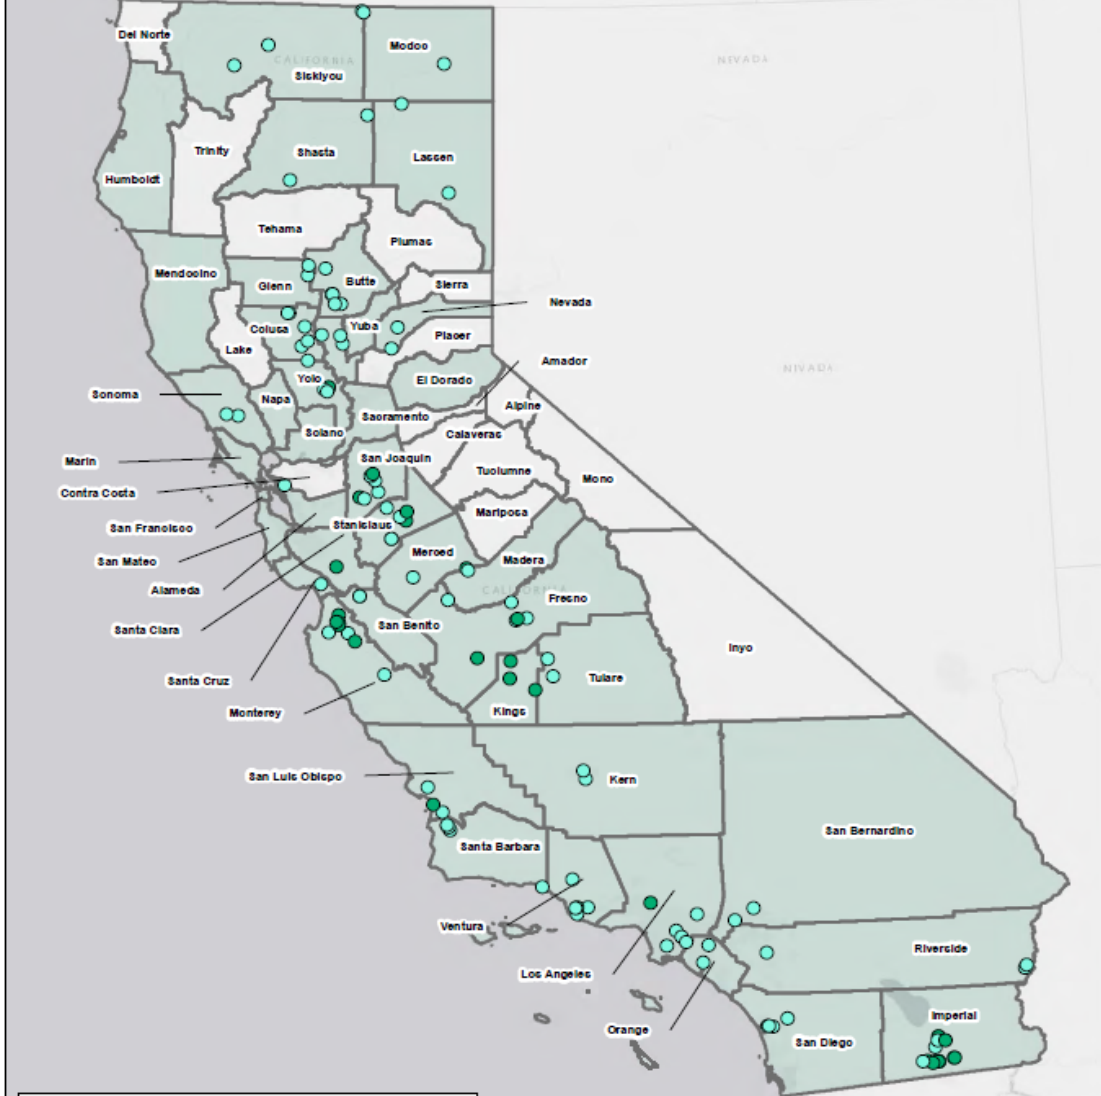 Del Norte
Modoc
CALIFORNIA
NEVADA
Siskiyou
Trinity
Shasta
Lassen
Humboldt
Tehama
Plumas
Mendocino
Glenn
Butte
Sierra
Nevada
Colusa
Yuba
Placer
Lake
Amador
NEVADA
Yolo
El Dorado
Sonoma
Napa
Alpine
Sacramento
Solano
Calaveras
Marin
San Joaquin
Tuolumne
Mono
Contra Costa
Mariposa
San Francisco
Stanislaus
Merced
Madera
San Mateo
Alameda
CALIFORNIA
Fresno
Santa Clara
San Benito
Inyo
Santa Cruz
Tulare
Monterey
Kings
San Luis Obispo
Kern
San Bernardino
Santa Barbara
Ventura
Riverside
Los Angeles
Imperial
Orange
San Diego